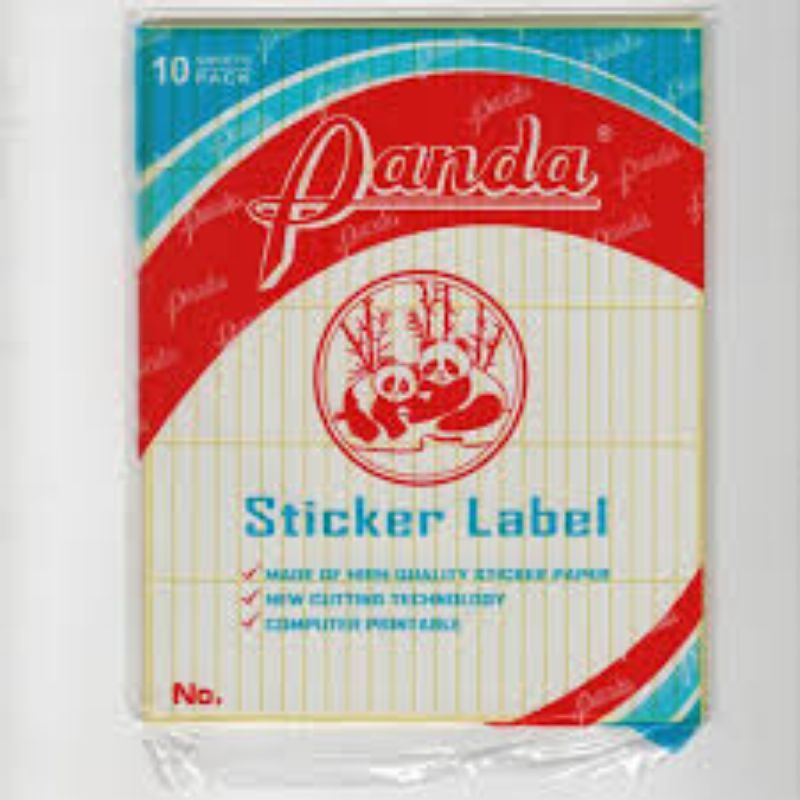 10 SHEETS
PACK
Panda®
Sticker Label
MADE OF HIGH QUALITY STICKER PAPER
NEW CUTTING TECHNOLOGY
COMPUTER PRINTABLE
No.